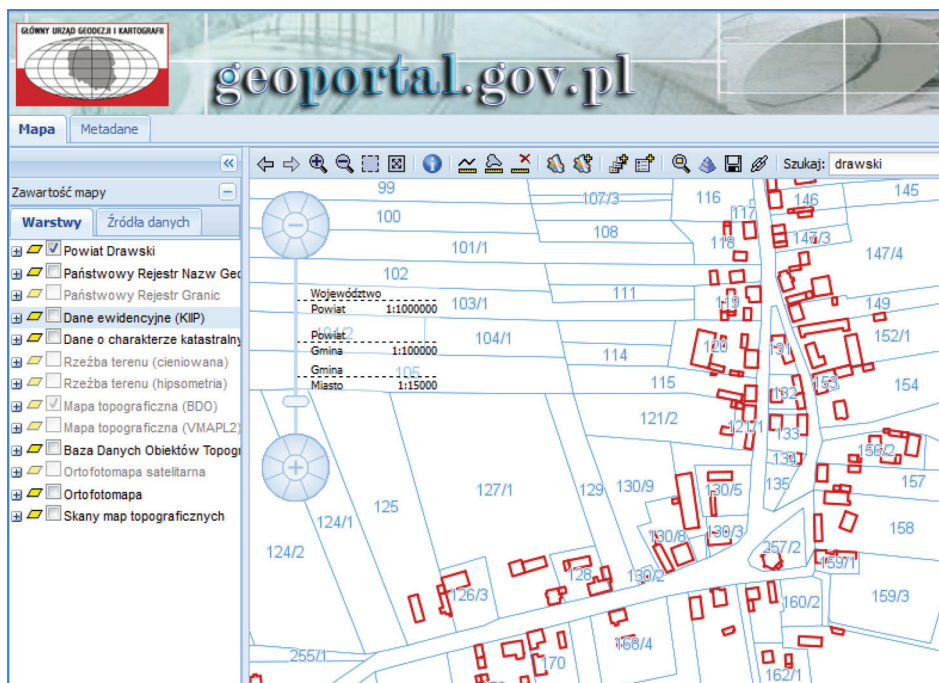 GŁÓWNY URZĄD GEODEZJI I KARTOGRAFII
geoportal.gov.pl
Mapa Metadane
Szukaj: drawski
Zawartość mapy
Warstwy Źródła danych
Powiat Drawski
Państwowy Rejestr Nazw Geo
Państwowy Rejestr Granic
Dane ewidencyjne (KIIP)
Dane o charakterze katastralny
Rzeźba terenu (cieniowana)
Rzeźba terenu (hipsometria)
Mapa topograficzna (BDO)
Mapa topograficzna (VMAPL2)
Baza Danych Obiektów Topogr
Ortofotomapa satelitarna
Ortofotomapa
Skany map topograficznych
Województwo
Powiat 1:1000000
Powiat
Gmina 1:100000
Gmina
Miasto 1:15000
99 107/3 116 146 145
100 117
108 118 147/3
101/1 147/4
102
111
103/1 119 149
104/2 104/1 120 131 152/1
114
105 115 132 153 154
121/2 121/1 133
134 156/2
127/1 129 130/9 130/5 135 157
125
124/1 158
124/2 130/8 130/3 257/2
128 130/2 159/1
126/3 160/2 159/3
168/4
255/1 170
162/1